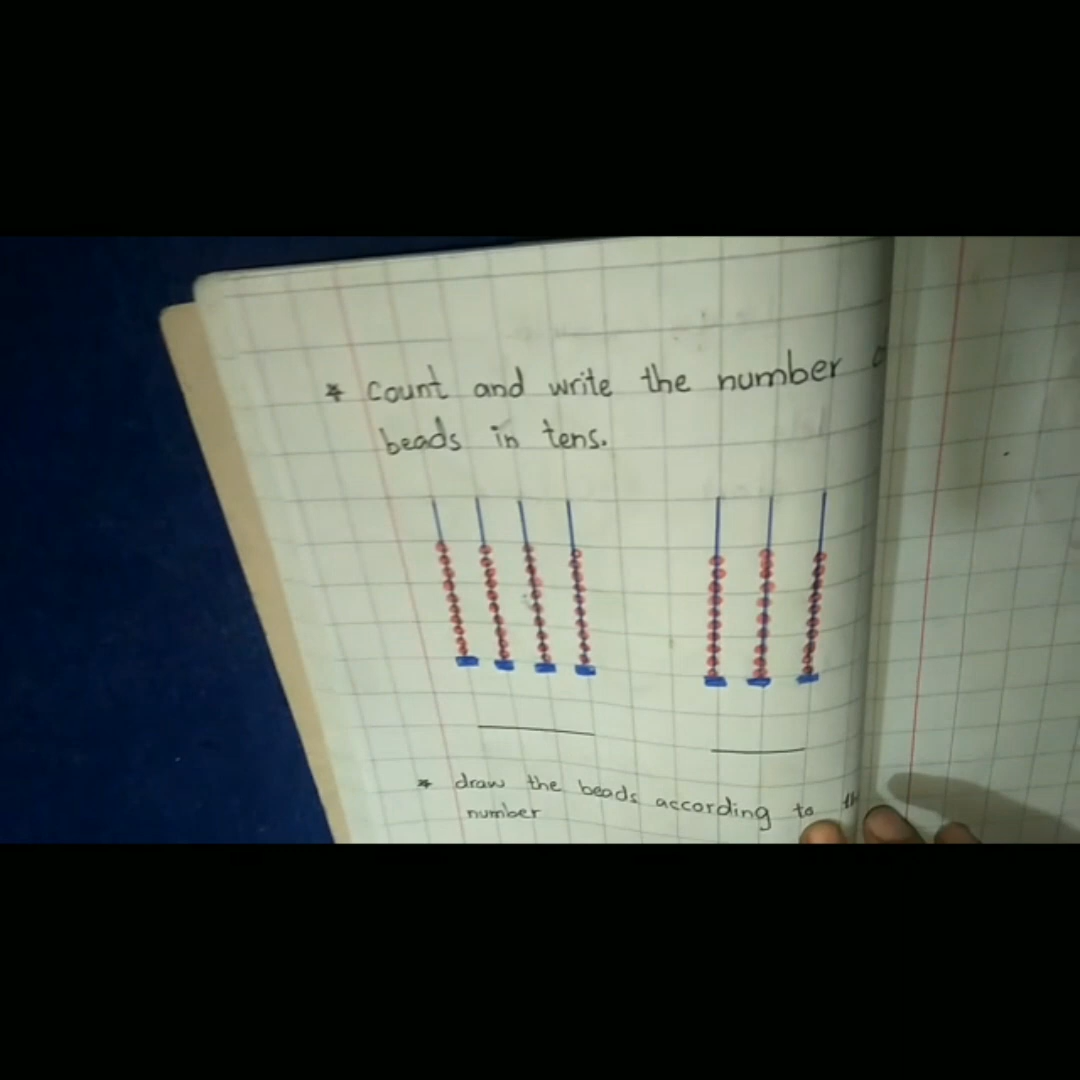 * Count and write the number
beads in tens.
* draw the beads according to
number